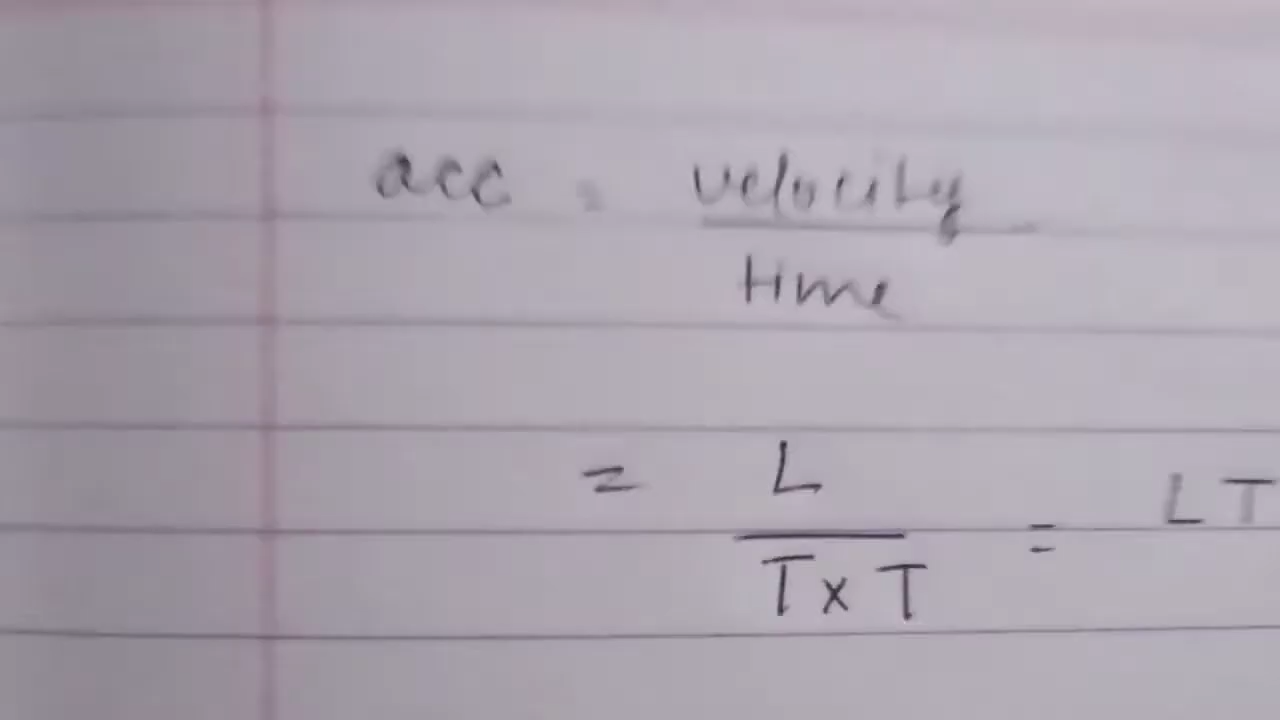 acc = velocity
time
= L = LT
T x T